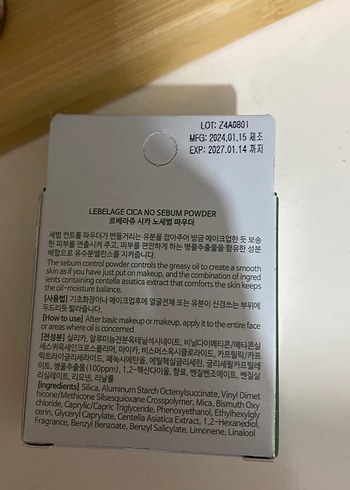 LOT: Z4A0801
MFG: 2024.01.15 제조
EXP: 2027.01.14 까지
LEBELAGE CICA NO SEBUM POWDER
르베라쥬 시카 노세범 파우더
세범 컨트롤 파우더가 번들거리는 유분을 잡아주어 방금 메이크업한 듯 보송
한 피부를 연출시켜 주고, 피부를 편안하게 하는 병풀추출물을 함유한 성분
배합으로 유수분밸런스를 지켜줍니다.
The sebum control powder controls the greasy oil to create a smooth
skin as if you have just put on makeup, and the combination of ingred
ients containing centella asiatica extract that comforts the skin keeps
the oil-moisture balance.
[사용법] 기초화장이나 메이크업후에 얼굴전체 또는 유분이 신경쓰는 부위에
두드리듯 발라줍니다.
[How to use] After basic makeup or makeup, apply it to the entire face
or areas where oil is concerned.
[전성분] 실리카, 알루미늄전분옥테닐석시네이트, 비닐다이메티콘/메티콘실
세스퀴옥세인크로스폴리머, 마이카, 비스머스옥시클로라이드, 카프릴릭/카프
릭트라이글리세라이드, 페녹시에탄올, 에틸헥실글리세린, 글리세릴카프릴레
이트, 병풀추출물(100ppm), 1,2-헥산다이올, 향료, 벤질벤조에이트, 벤질살
리실레이트, 리모넨, 리날룰
[Ingredients] Silica, Aluminum Starch Octenylsuccinate, Vinyl Dimet
hicone/Methicone Silsesquioxane Crosspolymer, Mica, Bismuth Oxy
chloride, Caprylic/Capric Triglyceride, Phenoxyethanol, Ethylhexylgly
cerin, Glyceryl Caprylate, Centella Asiatica Extract, 1,2-Hexanediol,
Fragrance, Benzyl Benzoate, Benzyl Salicylate, Limonene, Linalool